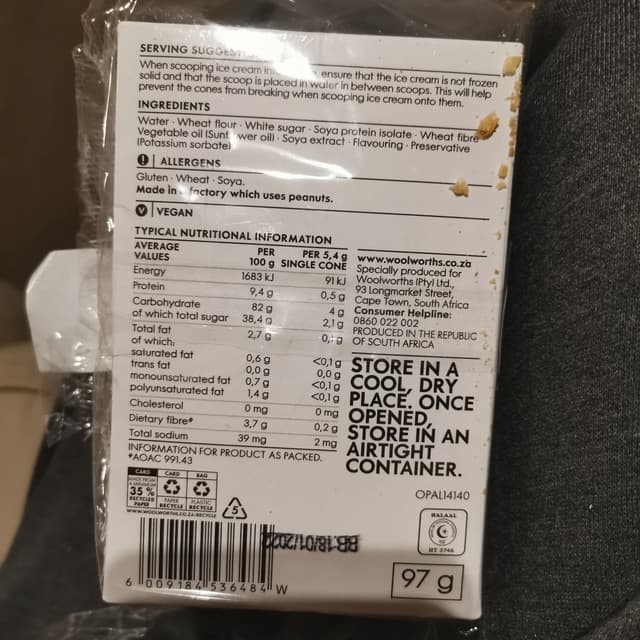 SERVING
When scooping ice cream ensure that the ice cream is not frozen
solid and that the scoop is placed in water in between scoops. This will help
prevent the cones from breaking when scooping ice cream onto them.
INGREDIENTS
Water · Wheat flour · White sugar · Soya protein isolate · Wheat fibre
Vegetable oil · Soya extract · Flavouring · Preservative
(Potassium sorbate)
! ALLERGENS
Gluten · Wheat · Soya.
Made in factory which uses peanuts.
V VEGAN
TYPICAL NUTRITIONAL INFORMATION
AVERAGE VALUES PER 100 g PER 5,4 g SINGLE CONE
Energy 1683 kJ 91 kJ
Protein 9,4 g 0,5 g
Carbohydrate 82 g 4 g
of which total sugar 38,4 g 2,1 g
Total fat 2,7 g
of which:
saturated fat 0,6 g <0,1 g
trans fat 0,0 g 0,0 g
monounsaturated fat 0,7 g <0,1 g
polyunsaturated fat 1,4 g <0,1 g
Cholesterol 0 mg 0 mg
Dietary fibre* 3,7 g 0,2 g
Total sodium 39 mg 2 mg
INFORMATION FOR PRODUCT AS PACKED.
*AOAC 991.43
www.woolworths.co.za
Specially produced for
Woolworths (Pty) Ltd.,
93 Longmarket Street,
Cape Town, South Africa
Consumer Helpline:
0860 022 002
PRODUCED IN THE REPUBLIC
OF SOUTH AFRICA
STORE IN A
COOL, DRY
PLACE, ONCE
OPENED,
STORE IN AN
AIRTIGHT
CONTAINER.
OPAL14140
CARD
MADE FROM
A MINIMUM
35 %
RECYCLED
PAPER
CARD
PAPER
RECYCLE
BAG
PLASTIC
RECYCLE
5
WWW.WOOLWORTHS.CO.ZA/RECYCLE
HALAAL
BB:18/01/2022
6 009184 536484 W
97 g